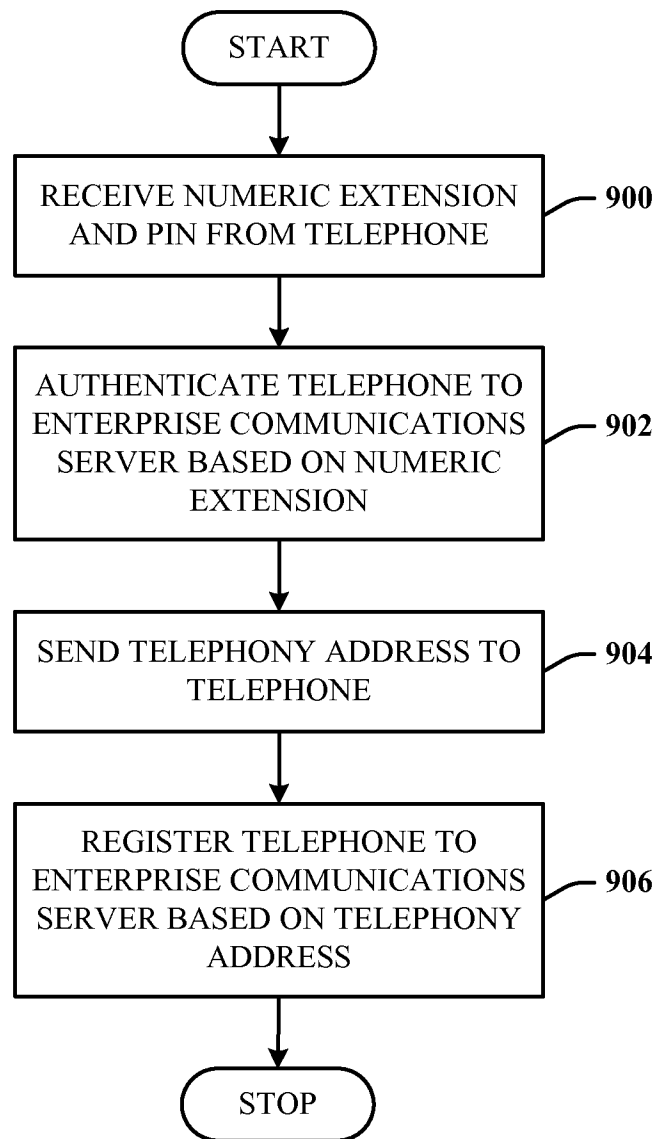 START
RECEIVE NUMERIC EXTENSION
AND PIN FROM TELEPHONE
900
AUTHENTICATE TELEPHONE TO
ENTERPRISE COMMUNICATIONS
SERVER BASED ON NUMERIC
EXTENSION
902
SEND TELEPHONY ADDRESS TO
TELEPHONE
904
REGISTER TELEPHONE TO
ENTERPRISE COMMUNICATIONS
SERVER BASED ON TELEPHONY
ADDRESS
906
STOP